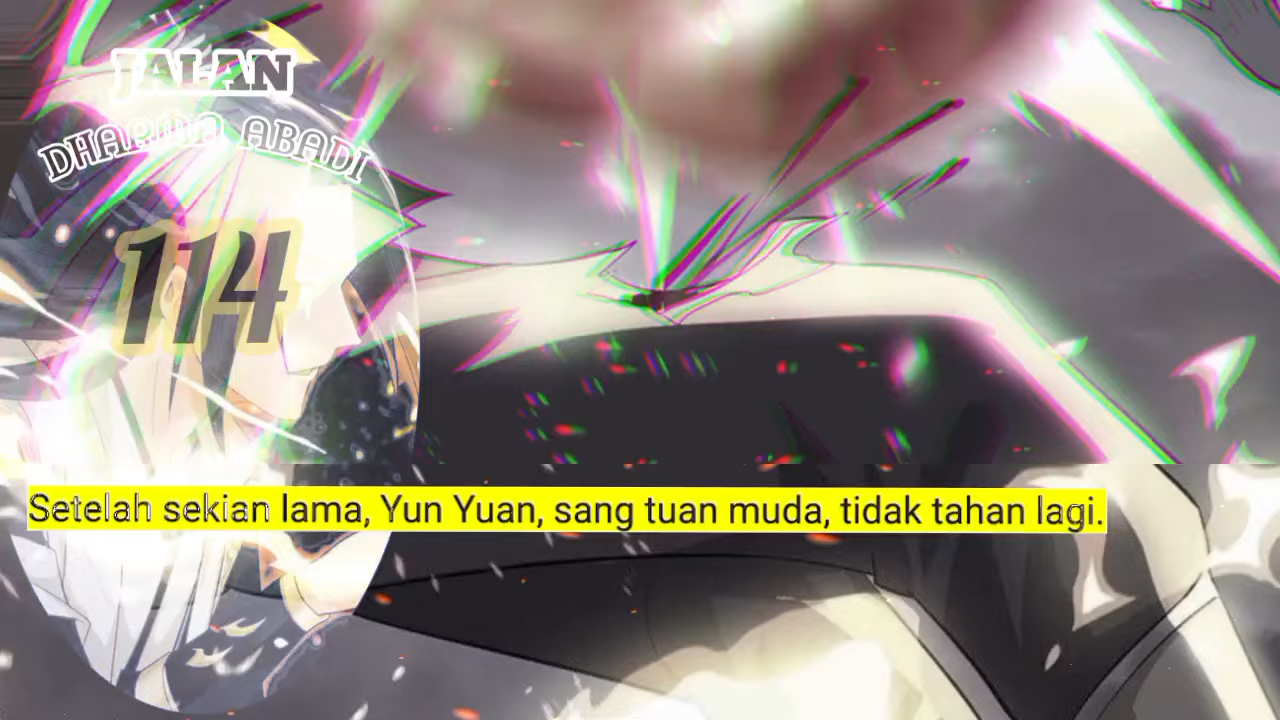 JALAN
DHARMA ABADI
114
Setelah sekian lama, Yun Yuan, sang tuan muda, tidak tahan lagi.